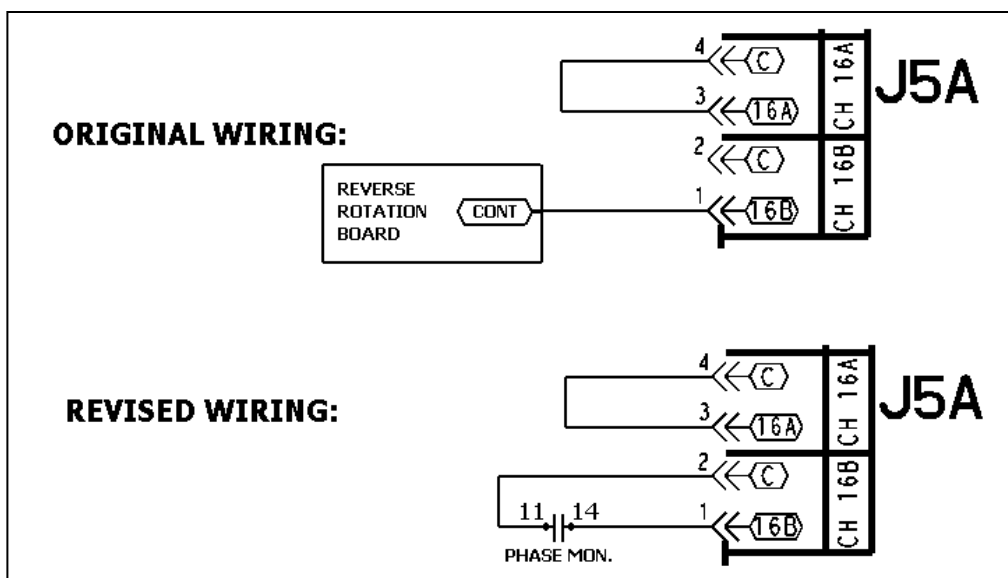 ORIGINAL WIRING:
4
C
3
16A
CH 16A
2
C
1
16B
CH 16B
J5A
REVERSE
ROTATION
BOARD
CONT
REVISED WIRING:
4
C
3
16A
CH 16A
2
C
11
14
1
16B
CH 16B
J5A
PHASE MON.